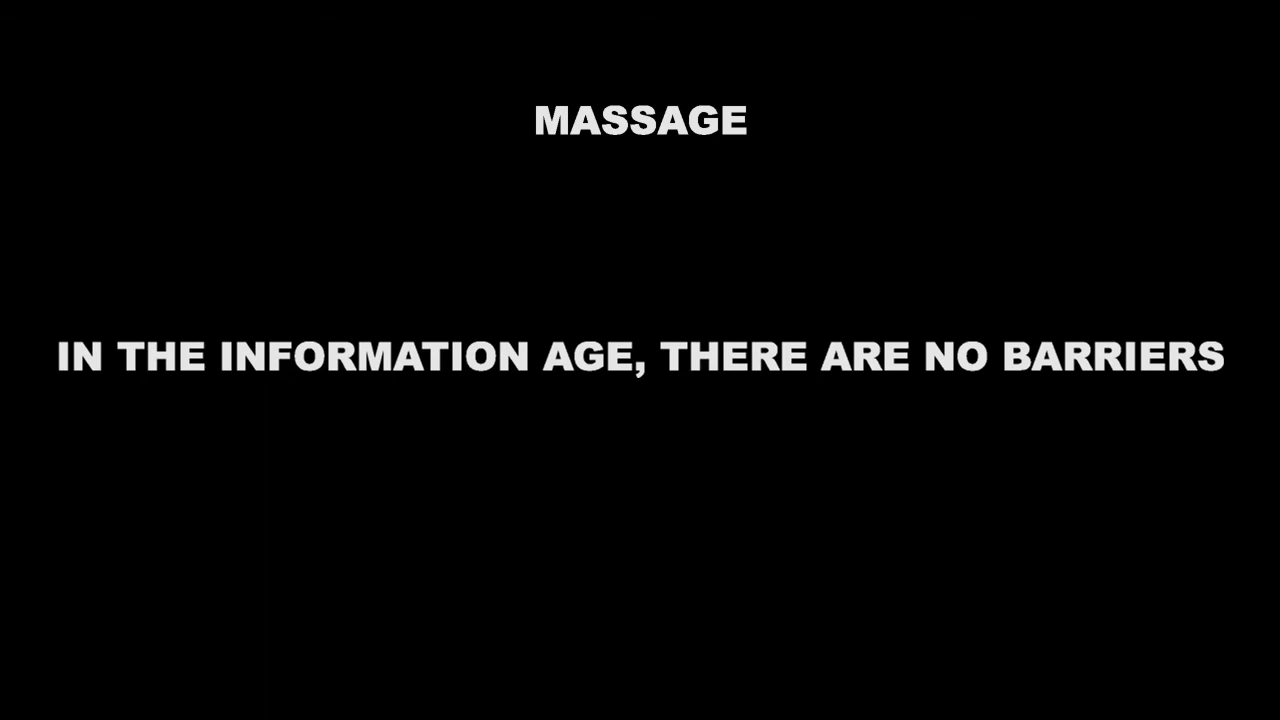 MASSAGE
IN THE INFORMATION AGE, THERE ARE NO BARRIERS